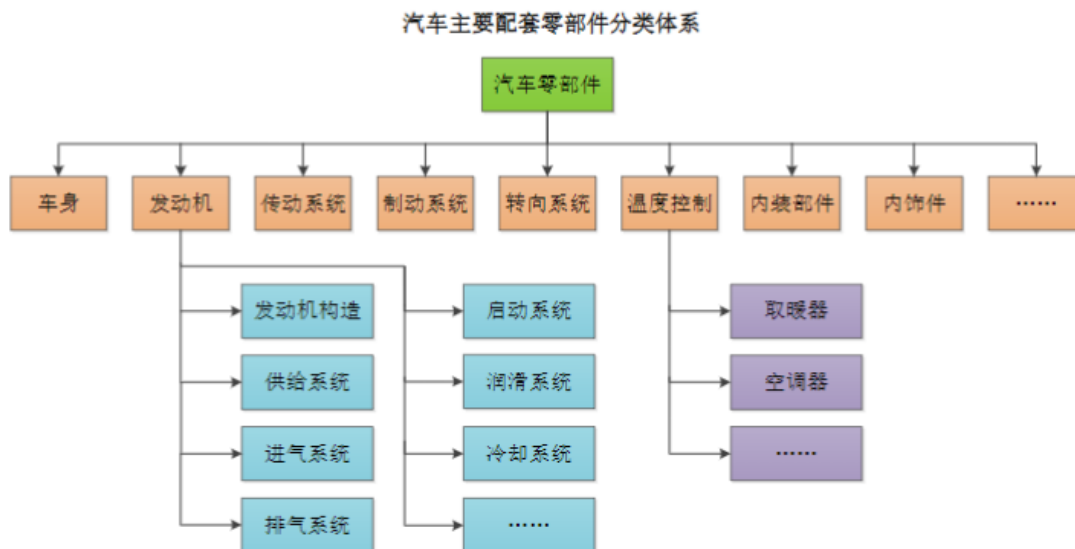 汽车主要配套零部件分类体系
汽车零部件
车身
发动机
传动系统
制动系统
转向系统
温度控制
内装部件
内饰件
……
发动机构造
启动系统
取暖器
供给系统
润滑系统
空调器
进气系统
冷却系统
……
排气系统
……